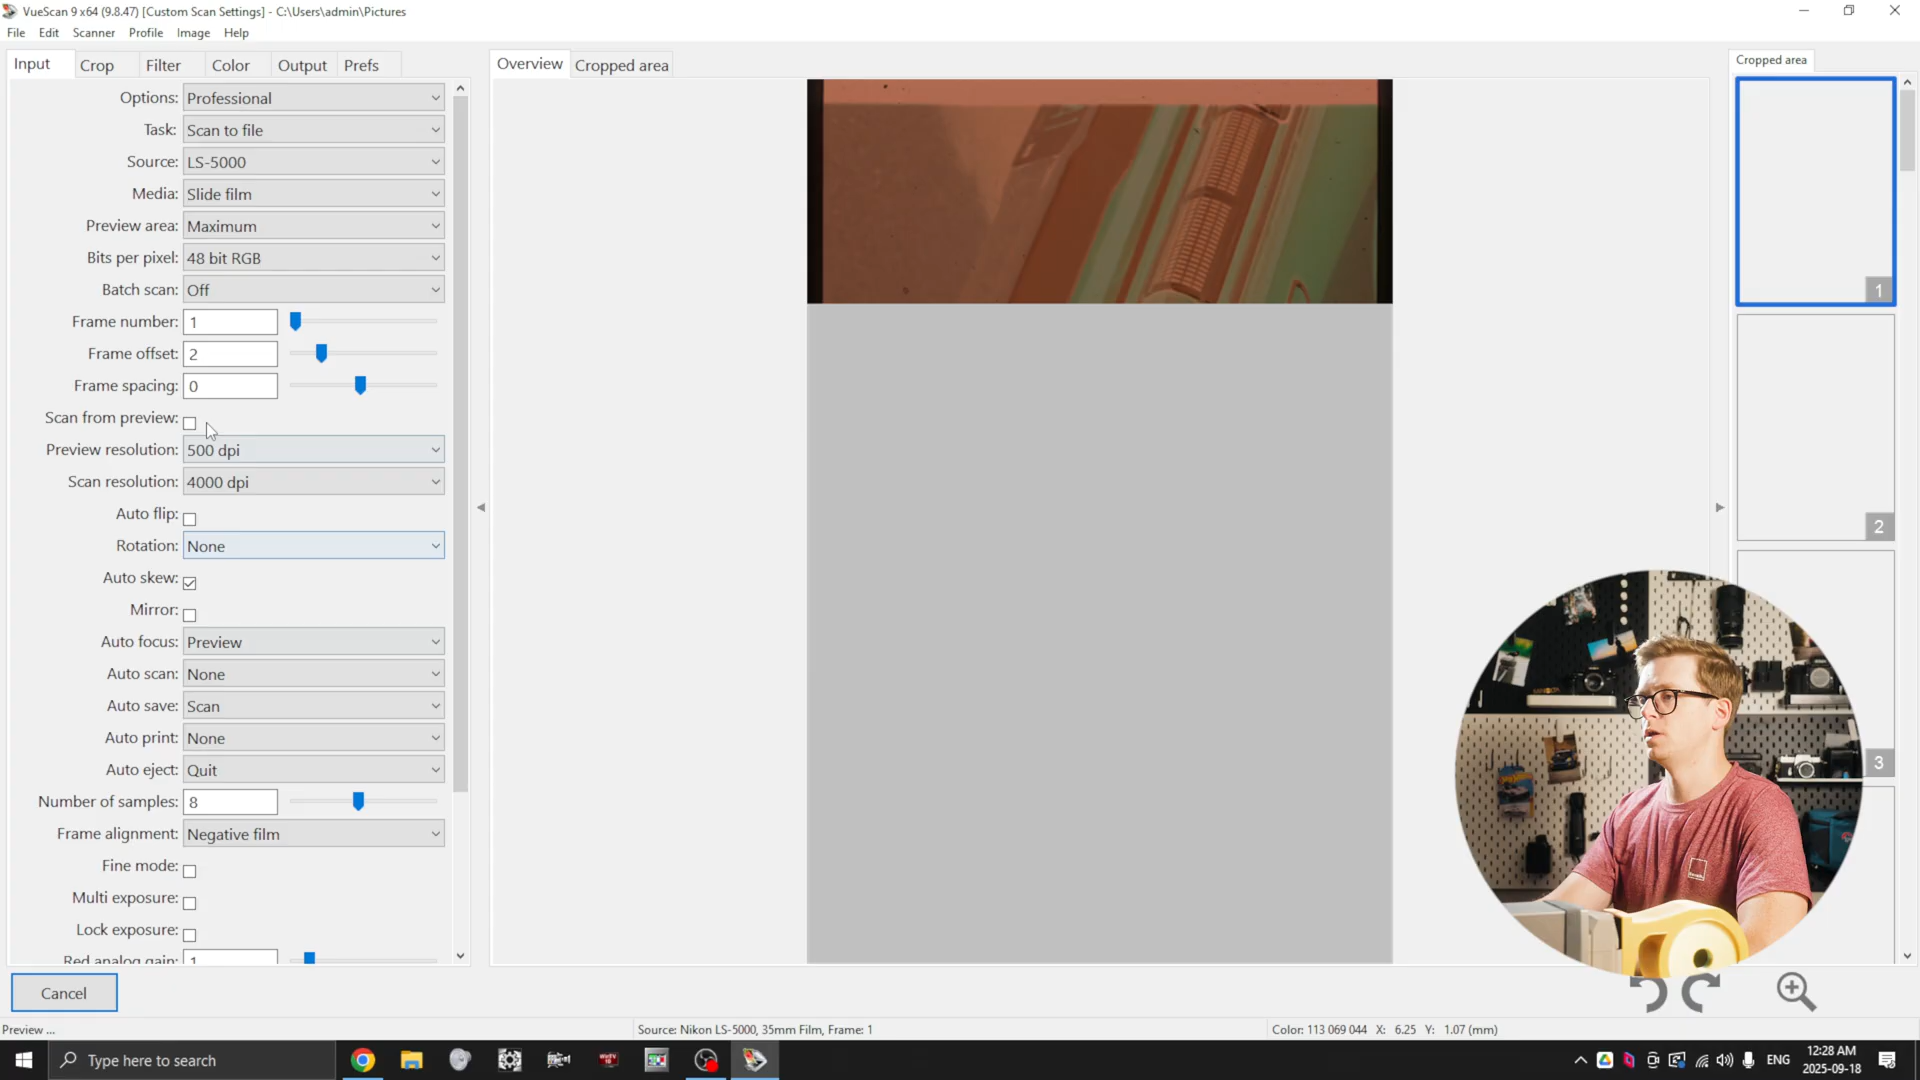 VueScan 9 x64 (9.8.47) [Custom Scan Settings] - C:\Users\admin\Pictures
File Edit Scanner Profile Image Help
Input Crop Filter Color Output Prefs
Overview Cropped area
Cropped area
Options: Professional
Task: Scan to file
Source: LS-5000
Media: Slide film
Preview area: Maximum
Bits per pixel: 48 bit RGB
Batch scan: Off
Frame number: 1
Frame offset: 2
Frame spacing: 0
Scan from preview:
Preview resolution: 500 dpi
Scan resolution: 4000 dpi
Auto flip:
Rotation: None
Auto skew:
Mirror:
Auto focus: Preview
Auto scan: None
Auto save: Scan
Auto print: None
Auto eject: Quit
Number of samples: 8
Frame alignment: Negative film
Fine mode:
Multi exposure:
Lock exposure:
Red analog gain: 1
1
2
3
Cancel
Preview ... Source: Nikon LS-5000, 35mm Film, Frame: 1 Color: 113 069 044 X: 6.25 Y: 1.07 (mm)
Type here to search
ENG
12:28 AM
2025-09-18